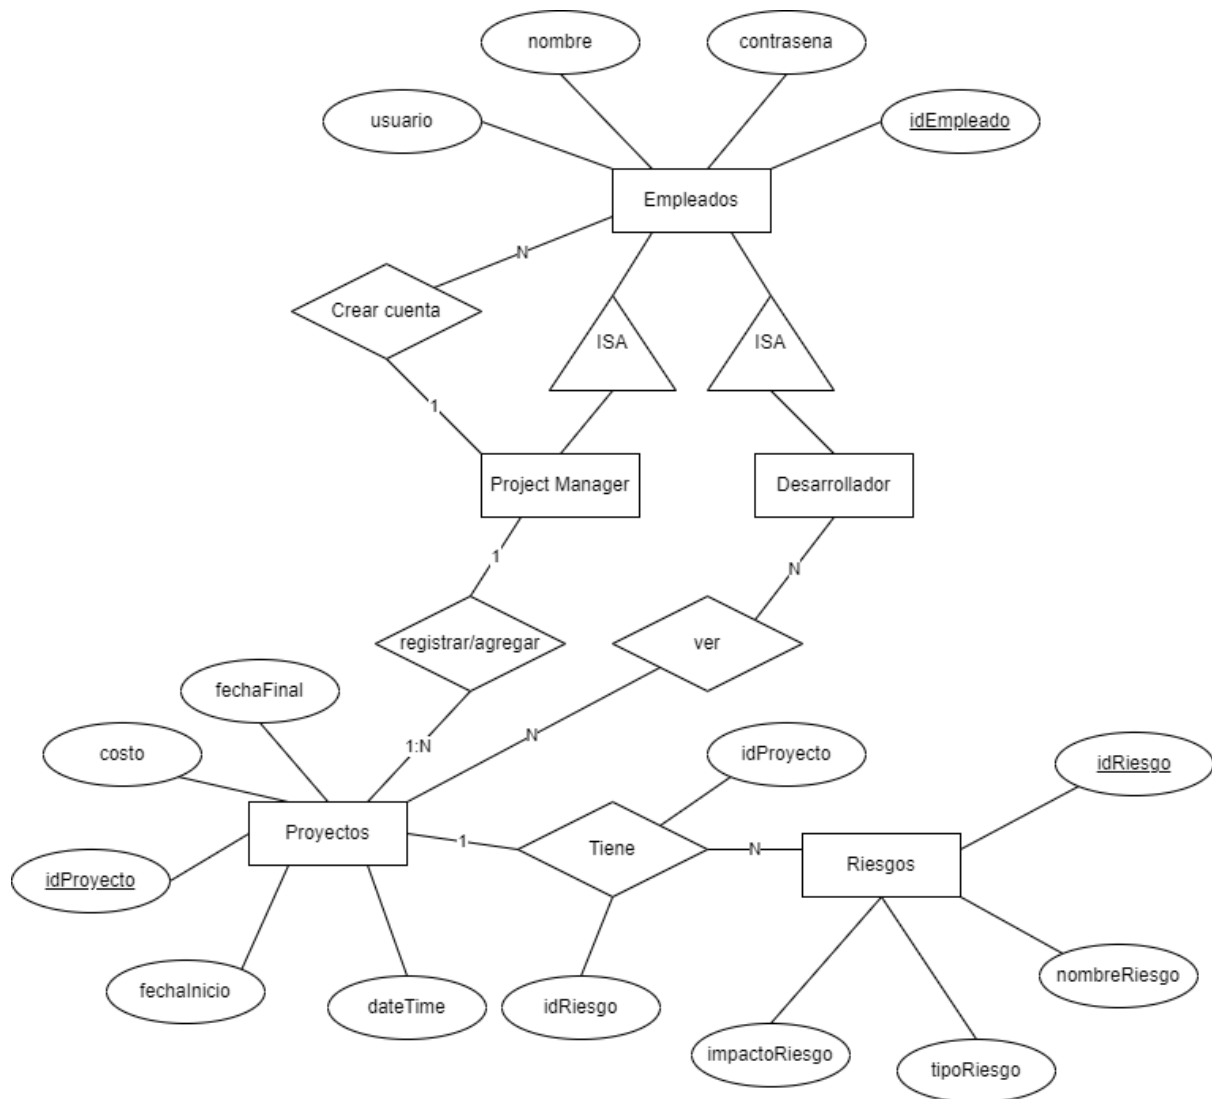 nombre
contrasena
usuario
idEmpleado
Empleados
N
Crear cuenta
ISA
ISA
1
Project Manager
Desarrollador
1
N
registrar/agregar
ver
fechaFinal
1:N
N
costo
idProyecto
idRiesgo
Proyectos
1
Tiene
N
Riesgos
idProyecto
fechaInicio
dateTime
idRiesgo
nombreRiesgo
impactoRiesgo
tipoRiesgo